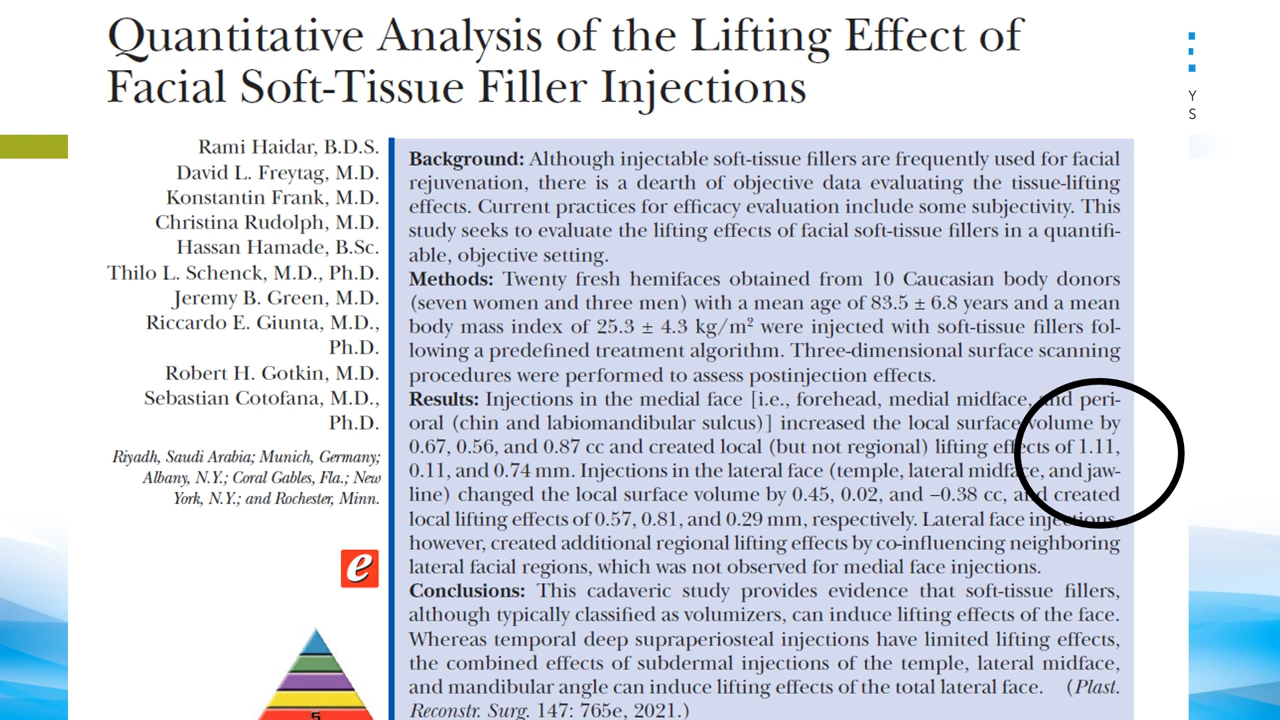 Quantitative Analysis of the Lifting Effect of
Facial Soft-Tissue Filler Injections
Y
S
Rami Haidar, B.D.S.
David L. Freytag, M.D.
Konstantin Frank, M.D.
Christina Rudolph, M.D.
Hassan Hamade, B.Sc.
Thilo L. Schenck, M.D., Ph.D.
Jeremy B. Green, M.D.
Riccardo E. Giunta, M.D.,
Ph.D.
Robert H. Gotkin, M.D.
Sebastian Cotofana, M.D.,
Ph.D.
Riyadh, Saudi Arabia; Munich, Germany;
Albany, N.Y.; Coral Gables, Fla.; New
York, N.Y.; and Rochester, Minn.
e
5
Background: Although injectable soft-tissue fillers are frequently used for facial
rejuvenation, there is a dearth of objective data evaluating the tissue-lifting
effects. Current practices for efficacy evaluation include some subjectivity. This
study seeks to evaluate the lifting effects of facial soft-tissue fillers in a quantifi-
able, objective setting.
Methods: Twenty fresh hemifaces obtained from 10 Caucasian body donors
(seven women and three men) with a mean age of 83.5 ± 6.8 years and a mean
body mass index of 25.3 ± 4.3 kg/m² were injected with soft-tissue fillers fol-
lowing a predefined treatment algorithm. Three-dimensional surface scanning
procedures were performed to assess postinjection effects.
Results: Injections in the medial face [i.e., forehead, medial midface, and peri-
oral (chin and labiomandibular sulcus)] increased the local surface volume by
0.67, 0.56, and 0.87 cc and created local (but not regional) lifting effects of 1.11,
0.11, and 0.74 mm. Injections in the lateral face (temple, lateral midface, and jaw-
line) changed the local surface volume by 0.45, 0.02, and –0.38 cc, and created
local lifting effects of 0.57, 0.81, and 0.29 mm, respectively. Lateral face injections,
however, created additional regional lifting effects by co-influencing neighboring
lateral facial regions, which was not observed for medial face injections.
Conclusions: This cadaveric study provides evidence that soft-tissue fillers,
although typically classified as volumizers, can induce lifting effects of the face.
Whereas temporal deep supraperiosteal injections have limited lifting effects,
the combined effects of subdermal injections of the temple, lateral midface,
and mandibular angle can induce lifting effects of the total lateral face. (Plast.
Reconstr. Surg. 147: 765e, 2021.)